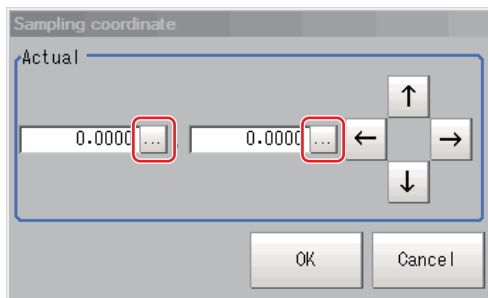 Sampling coordinate
Actual
↑
0.0000 ... , 0.0000 ... ← →
↓
OK Cancel